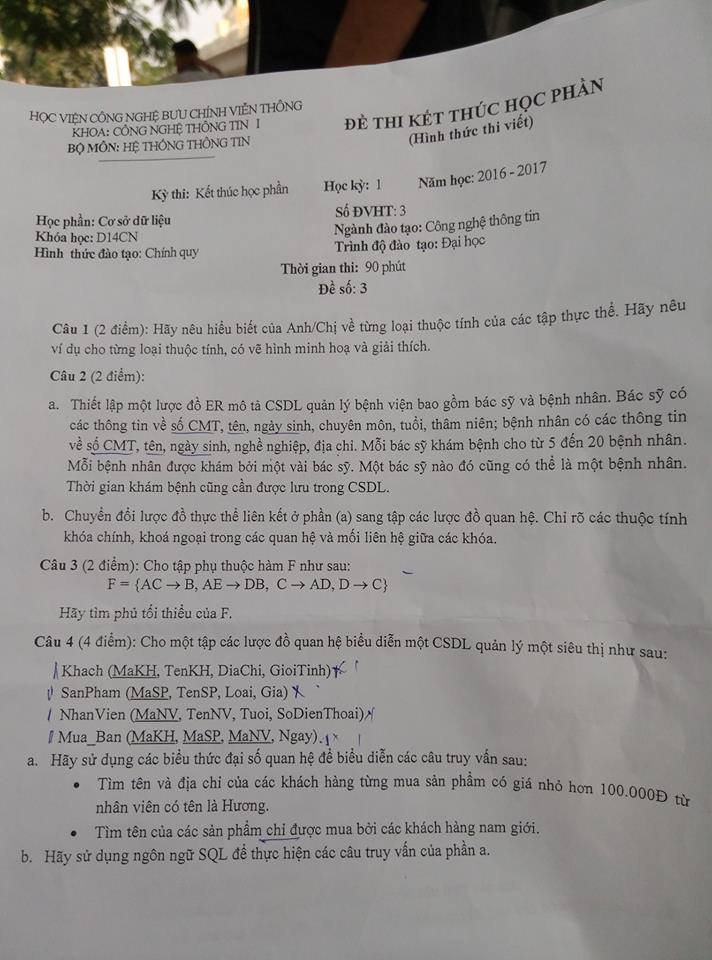 HỌC VIỆN CÔNG NGHỆ BƯU CHÍNH VIỄN THÔNG
KHOA: CÔNG NGHỆ THÔNG TIN 1
BỘ MÔN: HỆ THỐNG THÔNG TIN
ĐỀ THI KẾT THÚC HỌC PHẦN
(Hình thức thi viết)
Kỳ thi: Kết thúc học phần Học kỳ: 1 Năm học: 2016 - 2017
Học phần: Cơ sở dữ liệu
Khóa học: D14CN
Hình thức đào tạo: Chính quy
Số ĐVHT: 3
Ngành đào tạo: Công nghệ thông tin
Trình độ đào tạo: Đại học
Thời gian thi: 90 phút
Đề số: 3
Câu 1 (2 điểm): Hãy nêu hiểu biết của Anh/Chị về từng loại thuộc tính của các tập thực thể. Hãy nêu
ví dụ cho từng loại thuộc tính, có vẽ hình minh hoạ và giải thích.
Câu 2 (2 điểm):
a. Thiết lập một lược đồ ER mô tả CSDL quản lý bệnh viện bao gồm bác sỹ và bệnh nhân. Bác sỹ có
các thông tin về số CMT, tên, ngày sinh, chuyên môn, tuổi, thâm niên; bệnh nhân có các thông tin
về số CMT, tên, ngày sinh, nghề nghiệp, địa chỉ. Mỗi bác sỹ khám bệnh cho từ 5 đến 20 bệnh nhân.
Mỗi bệnh nhân được khám bởi một vài bác sỹ. Một bác sỹ nào đó cũng có thể là một bệnh nhân.
Thời gian khám bệnh cũng cần được lưu trong CSDL.
b. Chuyển đổi lược đồ thực thể liên kết ở phần (a) sang tập các lược đồ quan hệ. Chỉ rõ các thuộc tính
khóa chính, khoá ngoại trong các quan hệ và mối liên hệ giữa các khóa.
Câu 3 (2 điểm): Cho tập phụ thuộc hàm F như sau:
F = {AC → B, AE → DB, C → AD, D → C}
Hãy tìm phủ tối thiểu của F.
Câu 4 (4 điểm): Cho một tập các lược đồ quan hệ biểu diễn một CSDL quản lý một siêu thị như sau:
Khach (MaKH, TenKH, DiaChi, GioiTinh)
SanPham (MaSP, TenSP, Loai, Gia)
NhanVien (MaNV, TenNV, Tuoi, SoDienThoai)
Mua_Ban (MaKH, MaSP, MaNV, Ngay).
a. Hãy sử dụng các biểu thức đại số quan hệ để biểu diễn các câu truy vấn sau:
• Tìm tên và địa chỉ của các khách hàng từng mua sản phẩm có giá nhỏ hơn 100.000Đ từ
nhân viên có tên là Hương.
• Tìm tên của các sản phẩm chỉ được mua bởi các khách hàng nam giới.
b. Hãy sử dụng ngôn ngữ SQL để thực hiện các câu truy vấn của phần a.